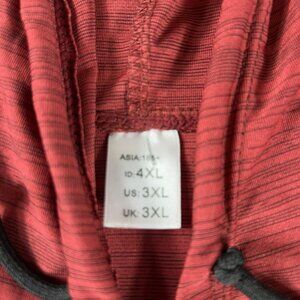 ASIA:185+
ID: 4XL
US: 3XL
UK: 3XL